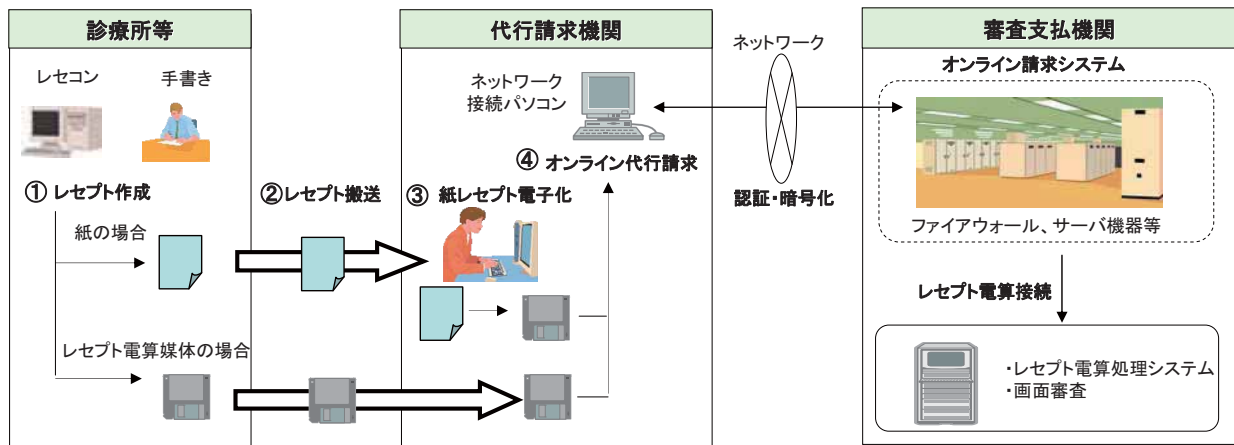 診療所等
レセコン
手書き
① レセプト作成
紙の場合
レセプト電算媒体の場合
②レセプト搬送
代行請求機関
ネットワーク
接続パソコン
④ オンライン代行請求
③ 紙レセプト電子化
ネットワーク
認証・暗号化
審査支払機関
オンライン請求システム
ファイアウォール、サーバ機器等
レセプト電算接続
・レセプト電算処理システム
・画面審査